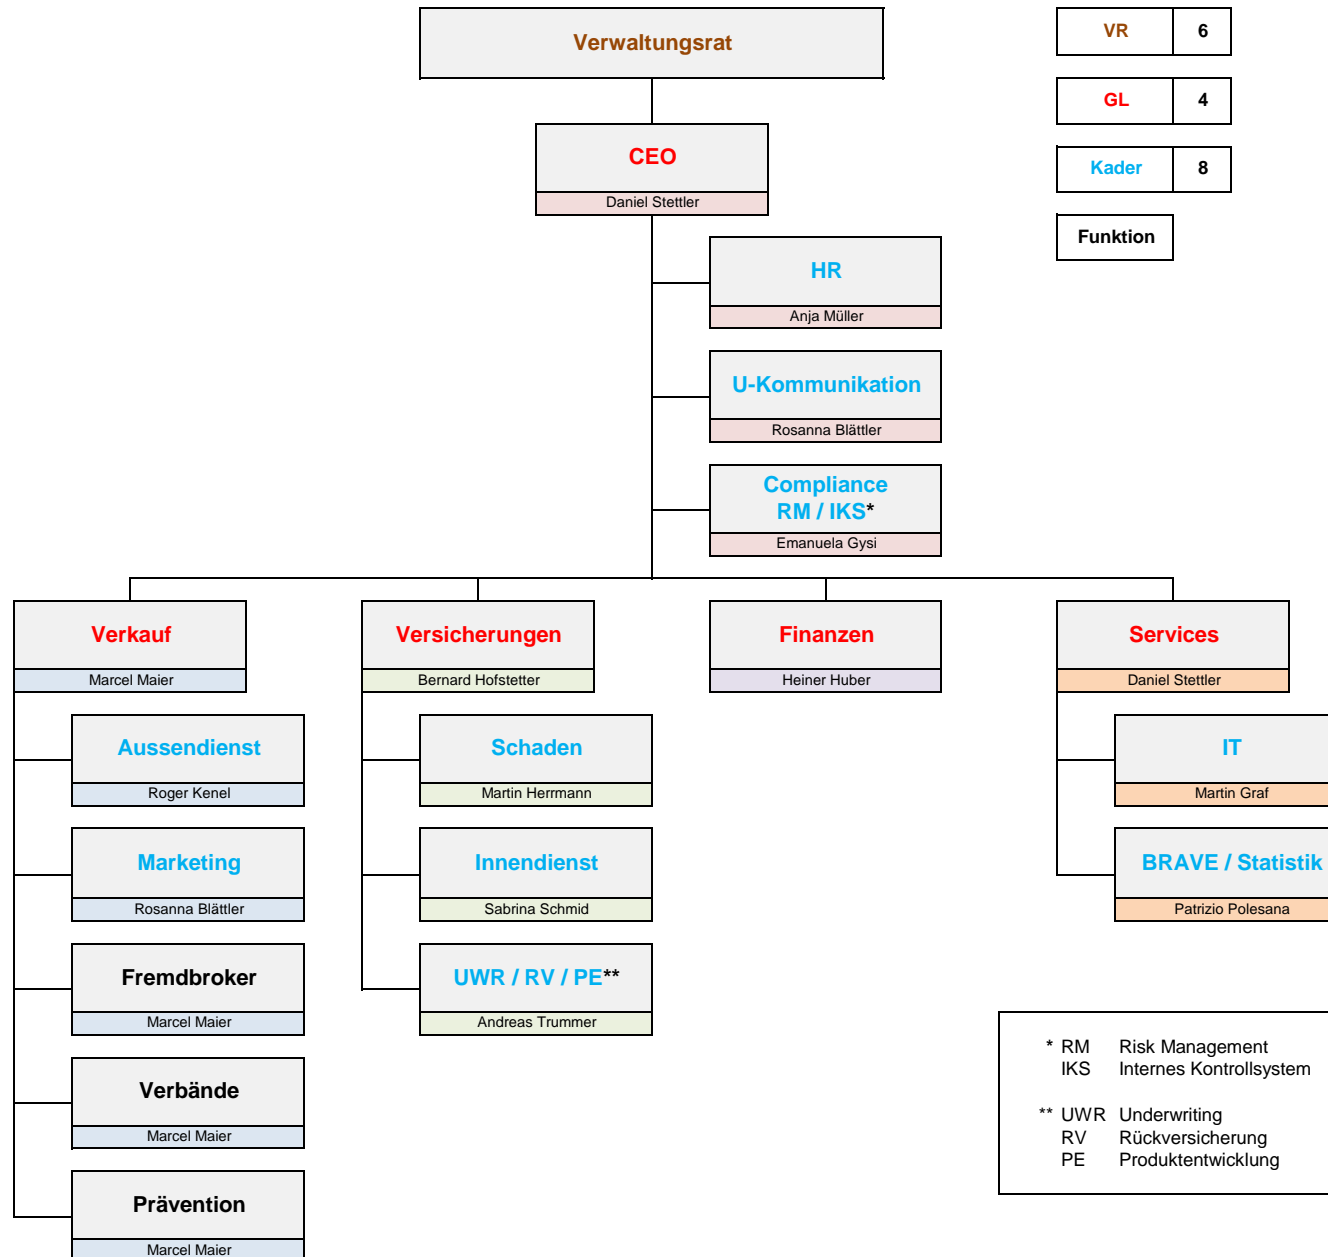 Verwaltungsrat
VR 6
GL 4
CEO
Daniel Stettler
Kader 8
Funktion
HR
Anja Müller
U-Kommunikation
Rosanna Blättler
Compliance
RM / IKS*
Emanuela Gysi
Verkauf
Marcel Maier
Versicherungen
Bernard Hofstetter
Finanzen
Heiner Huber
Services
Daniel Stettler
Aussendienst
Roger Kenel
Schaden
Martin Herrmann
IT
Martin Graf
Marketing
Rosanna Blättler
Innendienst
Sabrina Schmid
BRAVE / Statistik
Patrizio Polesana
Fremdbroker
Marcel Maier
UWR / RV / PE**
Andreas Trummer
Verbände
Marcel Maier
Prävention
Marcel Maier
* RM Risk Management
IKS Internes Kontrollsystem
** UWR Underwriting
RV Rückversicherung
PE Produktentwicklung